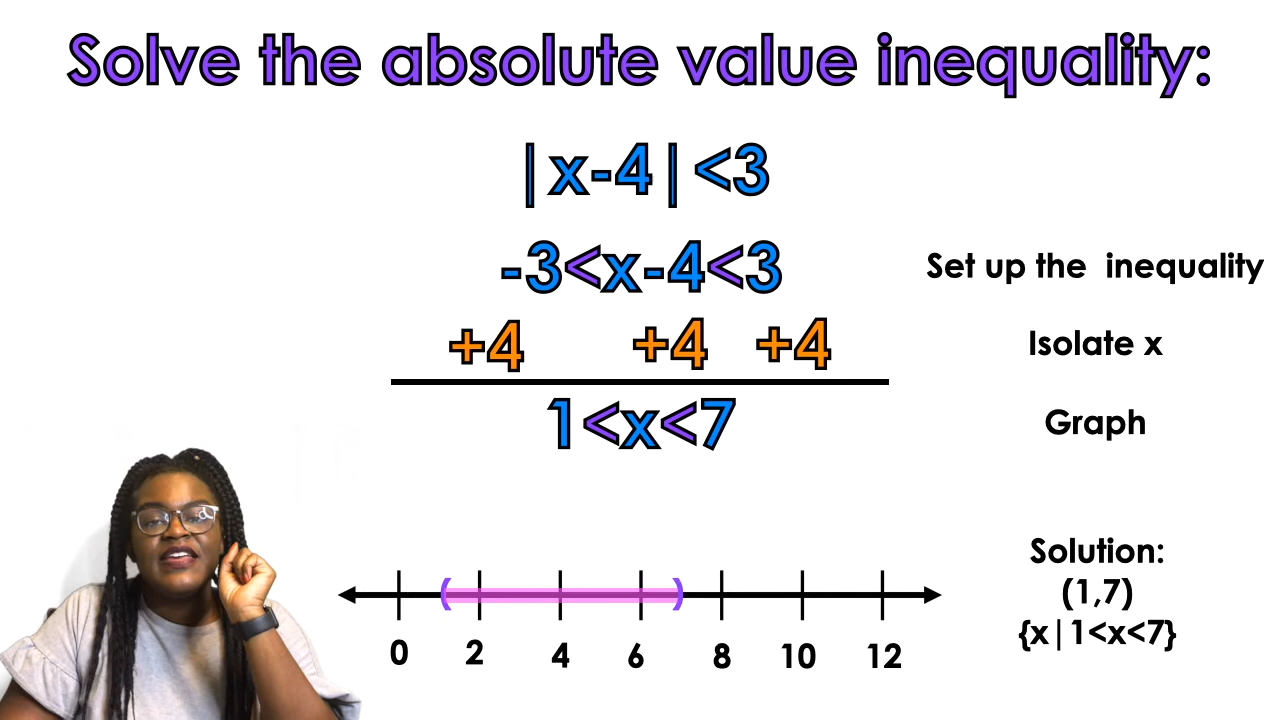 Solve the absolute value inequality:
|x-4|<3
-3<x-4<3
Set up the inequality
+4 +4 +4
Isolate x
1<x<7
Graph
Solution:
(1,7)
{x|1<x<7}
( )
0 2 4 6 8 10 12